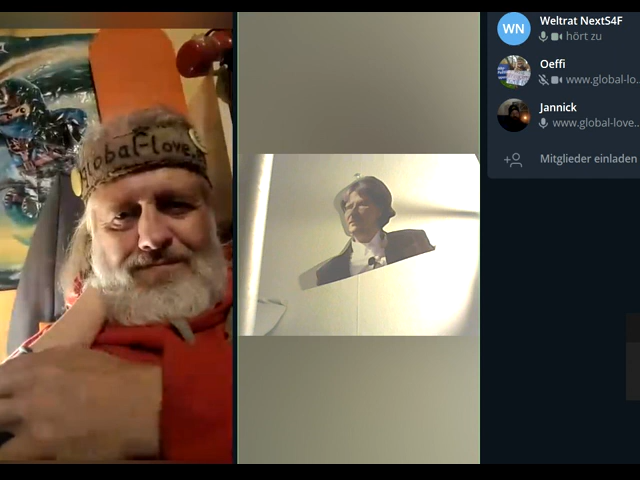 global-love.
WN
Weltrat NextS4F
hört zu
Oeffi
www.global-lo...
Jannick
www.global-love...
Mitglieder einladen